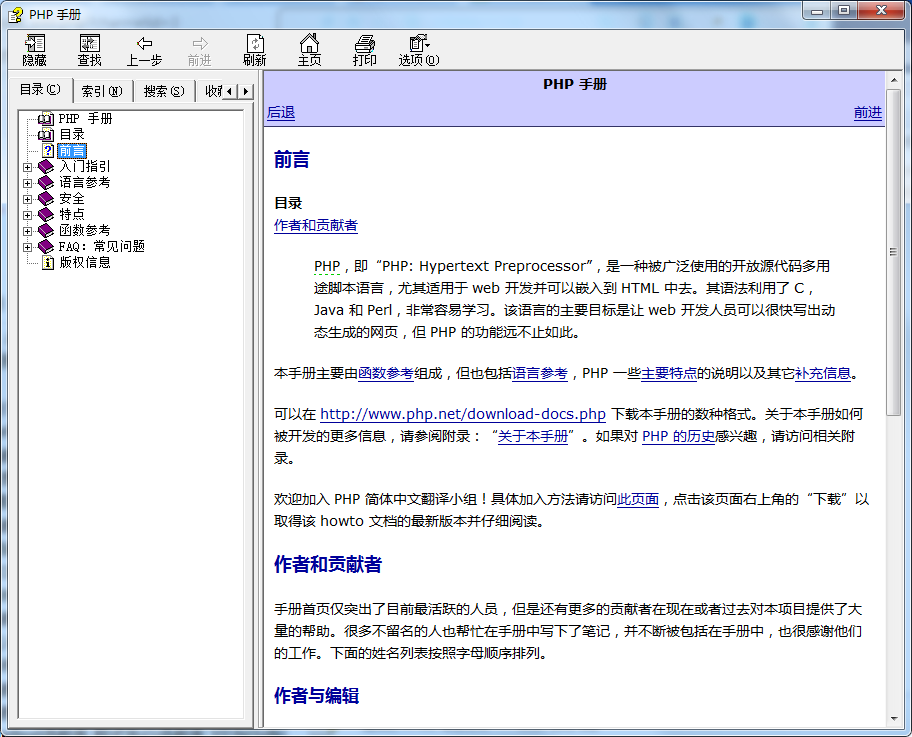 PHP 手册
隐藏 查找 上一步 前进 刷新 主页 打印 选项(O)
目录(C) 索引(N) 搜索(S)
PHP 手册
目录
前言
入门指引
语言参考
安全
特点
函数参考
FAQ: 常见问题
版权信息
PHP 手册
后退 前进
前言
目录
作者和贡献者
PHP，即“PHP: Hypertext Preprocessor”，是一种被广泛使用的开放源代码多用
途脚本语言，尤其适用于 web 开发并可以嵌入到 HTML 中去。其语法利用了 C，
Java 和 Perl，非常容易学习。该语言的主要目标是让 web 开发人员可以很快写出动
态生成的网页，但 PHP 的功能远不止如此。
本手册主要由函数参考组成，但也包括语言参考，PHP 一些主要特点的说明以及其它补充信息。
可以在 http://www.php.net/download-docs.php 下载本手册的数种格式。关于本手册如何
被开发的更多信息，请参阅附录：“关于本手册”。如果对 PHP 的历史感兴趣，请访问相关附
录。
欢迎加入 PHP 简体中文翻译小组！具体加入方法请访问此页面，点击该页面右上角的“下载”以
取得该 howto 文档的最新版本并仔细阅读。
作者和贡献者
手册首页仅突出了目前最活跃的人员，但是还有更多的贡献者在现在或者过去对本项目提供了大
量的帮助。很多不留名的人也帮忙在手册中写下了笔记，并不断被包括在手册中，也很感谢他们
的工作。下面的姓名列表按照字母顺序排列。
作者与编辑